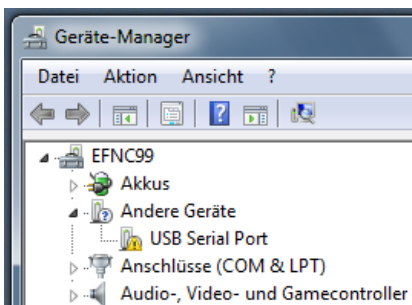 Geräte-Manager
Datei Aktion Ansicht ?
EFNC99
Akkus
Andere Geräte
USB Serial Port
Anschlüsse (COM & LPT)
Audio-, Video- und Gamecontroller